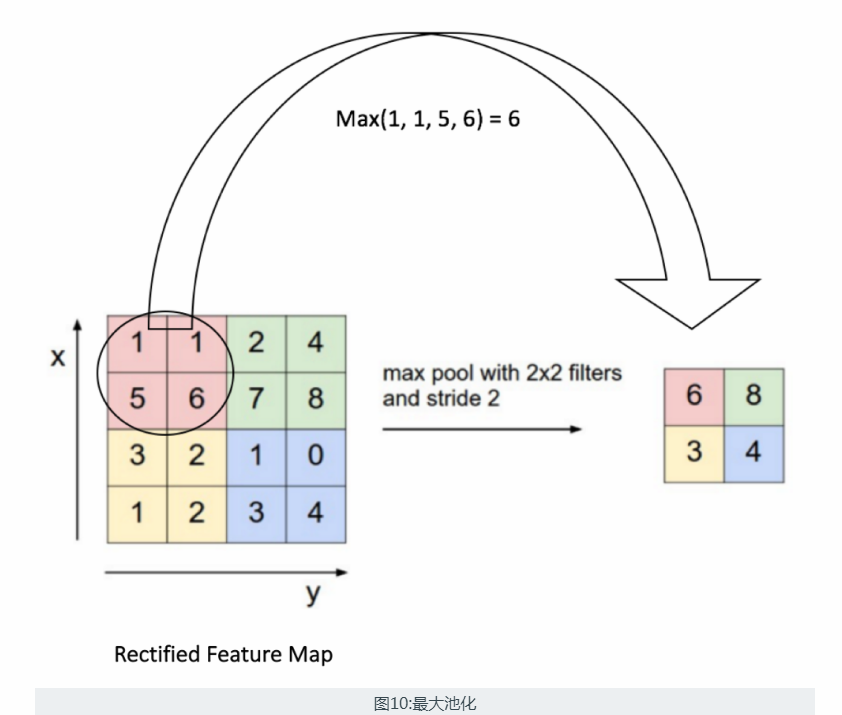 Max(1, 1, 5, 6) = 6
x
1 1 2 4
5 6 7 8
3 2 1 0
1 2 3 4
y
max pool with 2x2 filters
and stride 2
6 8
3 4
Rectified Feature Map
图10:最大池化